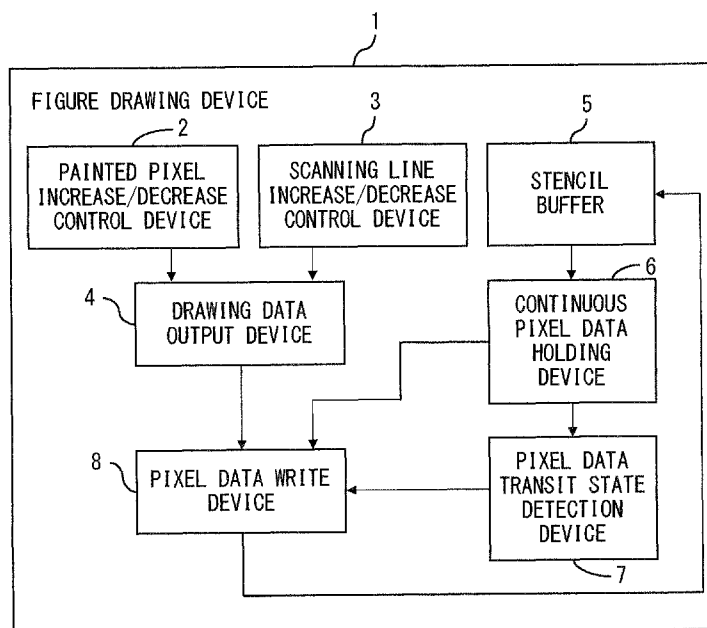 1
FIGURE DRAWING DEVICE
2
3
5
PAINTED PIXEL
INCREASE/DECREASE
CONTROL DEVICE
SCANNING LINE
INCREASE/DECREASE
CONTROL DEVICE
STENCIL
BUFFER
4
DRAWING DATA
OUTPUT DEVICE
6
CONTINUOUS
PIXEL DATA
HOLDING
DEVICE
8
PIXEL DATA WRITE
DEVICE
PIXEL DATA
TRANSIT STATE
DETECTION
DEVICE
7